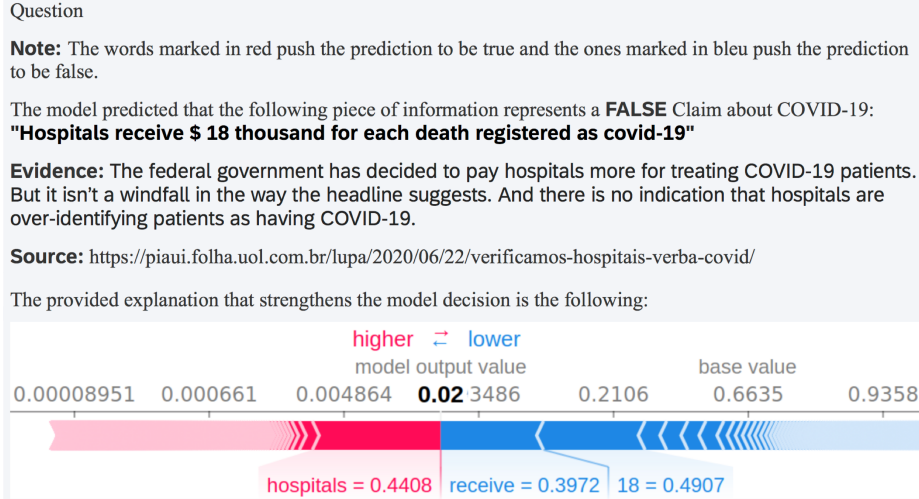 Question
Note: The words marked in red push the prediction to be true and the ones marked in bleu push the prediction
to be false.
The model predicted that the following piece of information represents a FALSE Claim about COVID-19:
"Hospitals receive $ 18 thousand for each death registered as covid-19"
Evidence: The federal government has decided to pay hospitals more for treating COVID-19 patients.
But it isn't a windfall in the way the headline suggests. And there is no indication that hospitals are
over-identifying patients as having COVID-19.
Source: https://piaui.folha.uol.com.br/lupa/2020/06/22/verificamos-hospitais-verba-covid/
The provided explanation that strengthens the model decision is the following:
higher ⇄ lower
model output value base value
0.00008951 0.000661 0.004864 0.02 3486 0.2106 0.6635 0.9358
hospitals = 0.4408 receive = 0.3972 18 = 0.4907